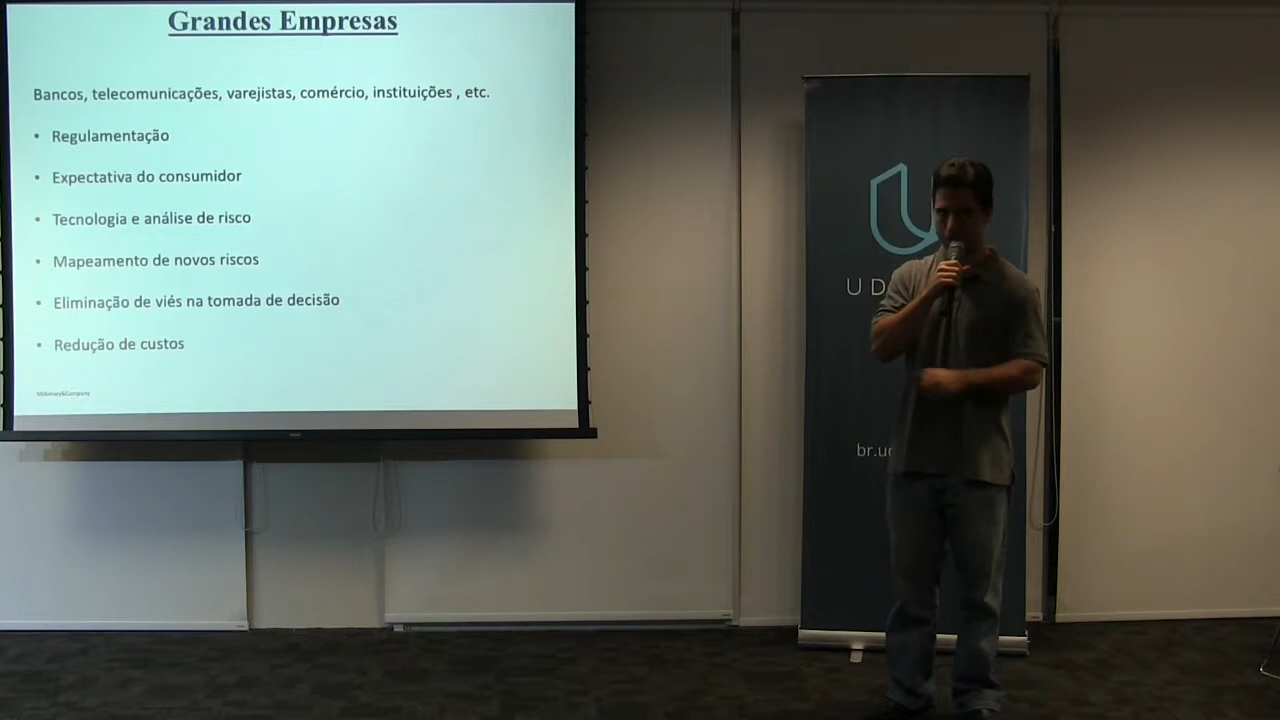 Grandes Empresas
Bancos, telecomunicações, varejistas, comércio, instituições , etc.
• Regulamentação
• Expectativa do consumidor
• Tecnologia e análise de risco
• Mapeamento de novos riscos
• Eliminação de viés na tomada de decisão
• Redução de custos
McKinsey&Company
U D
br.ud